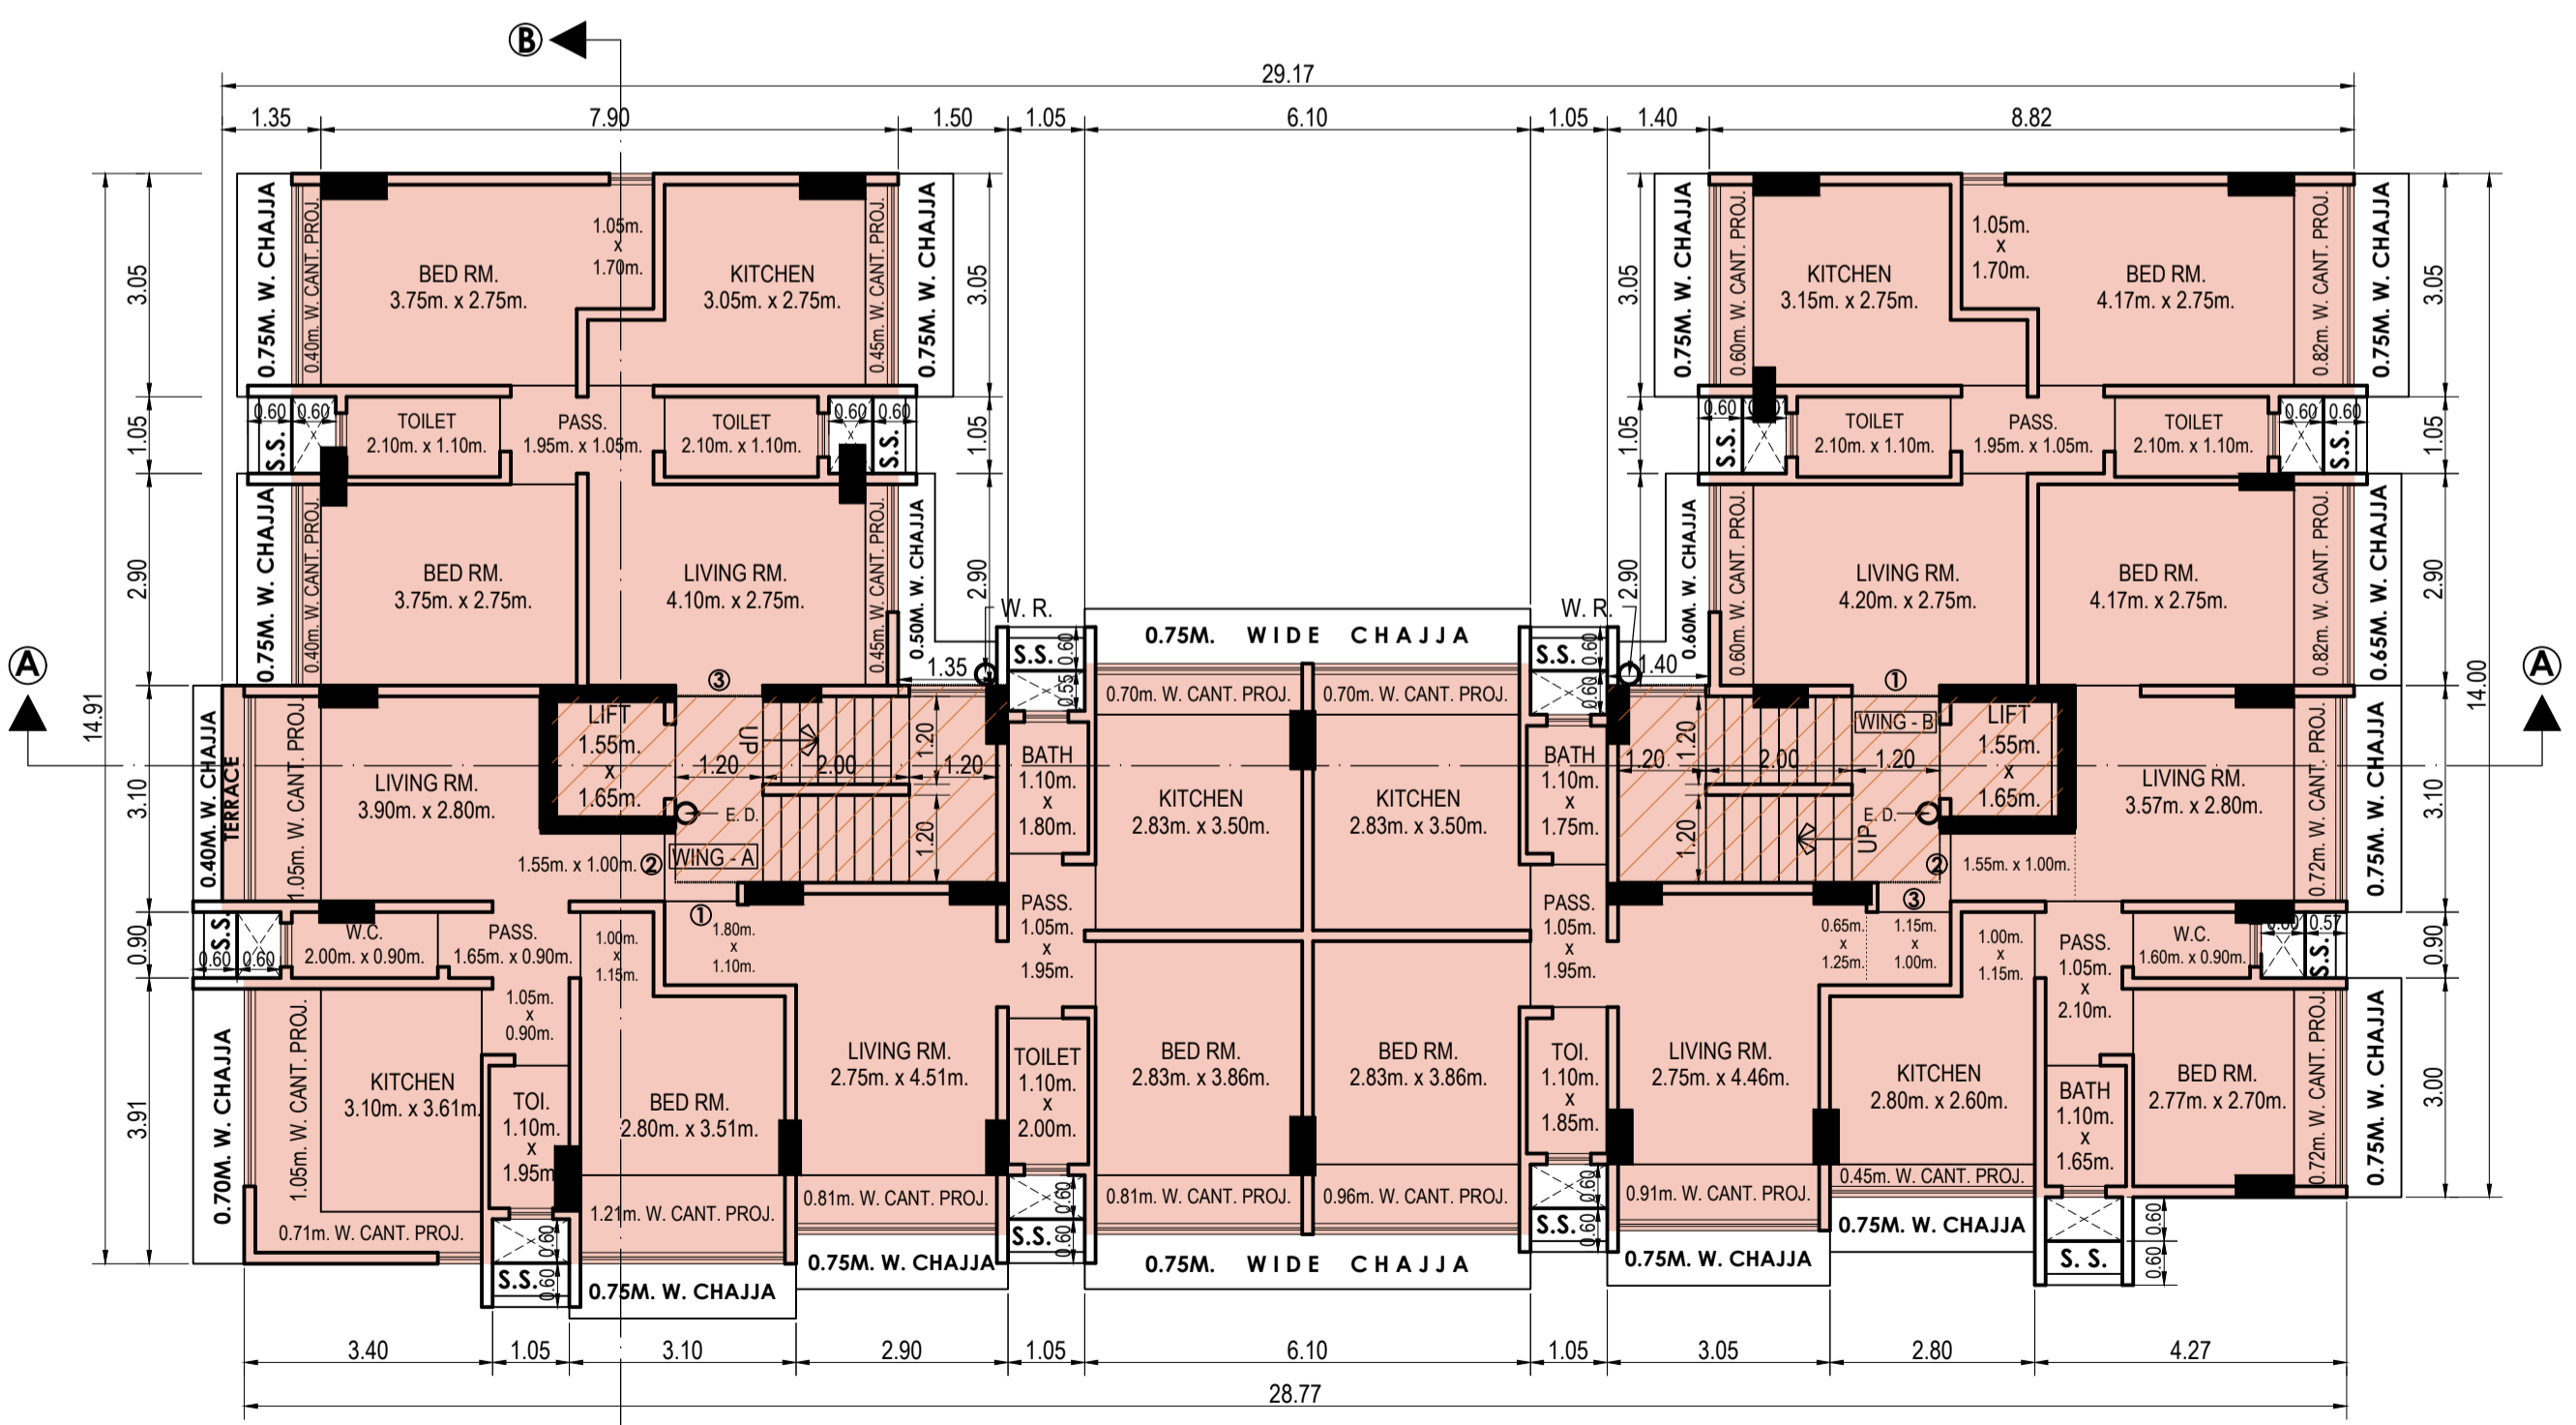 B
29.17
1.35
7.90
1.50
1.05
6.10
1.05
1.40
8.82
0.75M. W. CHAJJA
0.40m. W. CANT. PROJ.
BED RM.
3.75m. x 2.75m.
1.05m.
x
1.70m.
KITCHEN
3.05m. x 2.75m.
0.45m. W. CANT. PROJ.
0.75M. W. CHAJJA
3.05
3.05
3.05
0.75M. W. CHAJJA
0.60m. W. CANT. PROJ.
KITCHEN
3.15m. x 2.75m.
1.05m.
x
1.70m.
BED RM.
4.17m. x 2.75m.
0.82m. W. CANT. PROJ.
0.75M. W. CHAJJA
3.05
1.05
0.60
0.60
S.S.
TOILET
2.10m. x 1.10m.
PASS.
1.95m. x 1.05m.
TOILET
2.10m. x 1.10m.
0.60
0.60
S.S.
1.05
1.05
0.60
S.S.
TOILET
2.10m. x 1.10m.
PASS.
1.95m. x 1.05m.
TOILET
2.10m. x 1.10m.
0.60
0.60
S.S.
1.05
2.90
0.75M. W. CHAJJA
0.40m. W. CANT. PROJ.
BED RM.
3.75m. x 2.75m.
LIVING RM.
4.10m. x 2.75m.
0.45m. W. CANT. PROJ.
0.50M. W. CHAJJA
2.90
W. R.
1.35
W. R.
2.90
1.40
0.60M. W. CHAJJA
0.60m. W. CANT. PROJ.
LIVING RM.
4.20m. x 2.75m.
BED RM.
4.17m. x 2.75m.
0.82m. W. CANT. PROJ.
0.65M. W. CHAJJA
2.90
A
A
14.91
14.00
0.75M. WIDE CHAJJA
S.S.
0.60
0.55
S.S.
0.60
0.60
0.70m. W. CANT. PROJ.
0.70m. W. CANT. PROJ.
3.10
0.40M. W. CHAJJA
TERRACE
1.05m. W. CANT. PROJ.
LIVING RM.
3.90m. x 2.80m.
LIFT
1.55m.
x
1.65m.
3
UP
1.20
2.00
1.20
1.20
1.20
E. D.
WING - A
1.55m. x 1.00m.
2
BATH
1.10m.
x
1.80m.
KITCHEN
2.83m. x 3.50m.
KITCHEN
2.83m. x 3.50m.
BATH
1.10m.
x
1.75m.
1.20
1.20
2.00
1.20
1.20
1
WING - B
UP
E. D.
LIFT
1.55m.
x
1.65m.
2
1.55m. x 1.00m.
LIVING RM.
3.57m. x 2.80m.
0.72m. W. CANT. PROJ.
0.75M. W. CHAJJA
3.10
0.90
S.S.
0.60
0.60
W.C.
2.00m. x 0.90m.
PASS.
1.65m. x 0.90m.
1.00m.
x
1.15m.
1
1.80m.
x
1.10m.
PASS.
1.05m.
x
1.95m.
PASS.
1.05m.
x
1.95m.
3
0.65m.
x
1.25m.
1.15m.
x
1.00m.
1.00m.
x
1.15m.
PASS.
1.05m.
x
2.10m.
W.C.
1.60m. x 0.90m.
0.57
S.S.
0.90
3.91
0.70M. W. CHAJJA
1.05m. W. CANT. PROJ.
KITCHEN
3.10m. x 3.61m.
1.05m.
x
0.90m.
TOI.
1.10m.
x
1.95m
BED RM.
2.80m. x 3.51m.
LIVING RM.
2.75m. x 4.51m.
TOILET
1.10m.
x
2.00m.
BED RM.
2.83m. x 3.86m.
BED RM.
2.83m. x 3.86m.
TOI.
1.10m.
x
1.85m.
LIVING RM.
2.75m. x 4.46m.
KITCHEN
2.80m. x 2.60m.
BATH
1.10m.
x
1.65m.
BED RM.
2.77m. x 2.70m.
0.72m. W. CANT. PROJ.
0.75M. W. CHAJJA
3.00
0.71m. W. CANT. PROJ.
1.21m. W. CANT. PROJ.
0.81m. W. CANT. PROJ.
0.81m. W. CANT. PROJ.
0.96m. W. CANT. PROJ.
0.91m. W. CANT. PROJ.
0.45m. W. CANT. PROJ.
0.60
S.S.
0.60
0.60
S.S.
0.60
0.60
S.S.
0.60
0.60
S. S.
0.60
0.75M. W. CHAJJA
0.75M. W. CHAJJA
0.75M. WIDE CHAJJA
0.75M. W. CHAJJA
0.75M. W. CHAJJA
3.40
1.05
3.10
2.90
1.05
6.10
1.05
3.05
2.80
4.27
28.77